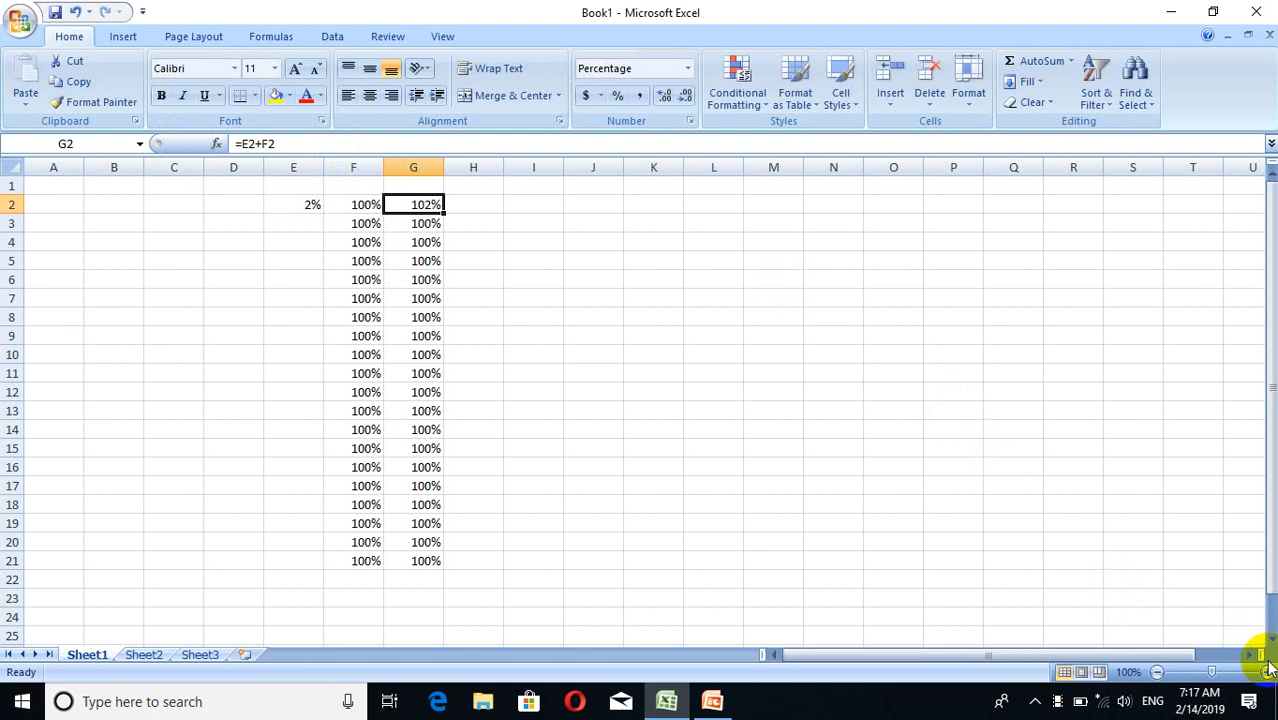 Book1 - Microsoft Excel
Home Insert Page Layout Formulas Data Review View
Paste
Cut
Copy
Format Painter
Clipboard
Calibri 11
B I U
Font
Wrap Text
Merge & Center
Alignment
Percentage
$ % ,
Number
Conditional Formatting
Format as Table
Cell Styles
Styles
Insert
Delete
Format
Cells
Σ AutoSum
Fill
Clear
Sort & Filter
Find & Select
Editing
G2 fx =E2+F2
A B C D E F G H I J K L M N O P Q R S T U
1
2 2% 100% 102%
3 100% 100%
4 100% 100%
5 100% 100%
6 100% 100%
7 100% 100%
8 100% 100%
9 100% 100%
10 100% 100%
11 100% 100%
12 100% 100%
13 100% 100%
14 100% 100%
15 100% 100%
16 100% 100%
17 100% 100%
18 100% 100%
19 100% 100%
20 100% 100%
21 100% 100%
22
23
24
25
Sheet1 Sheet2 Sheet3
Ready 100%
Type here to search
ENG
7:17 AM
2/14/2019